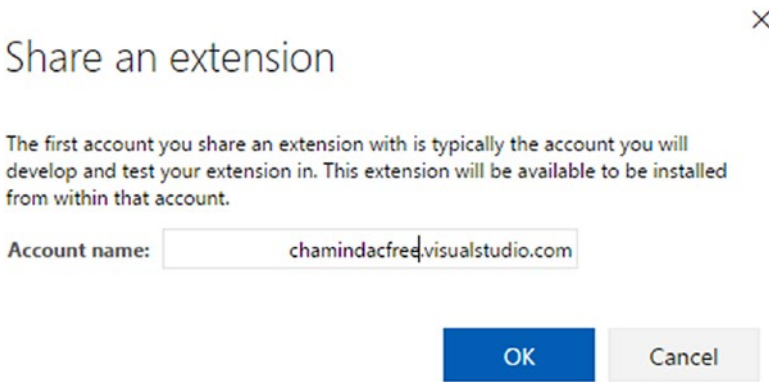 Share an extension
The first account you share an extension with is typically the account you will
develop and test your extension in. This extension will be available to be installed
from within that account.
Account name: chamindacfree.visualstudio.com
OK Cancel